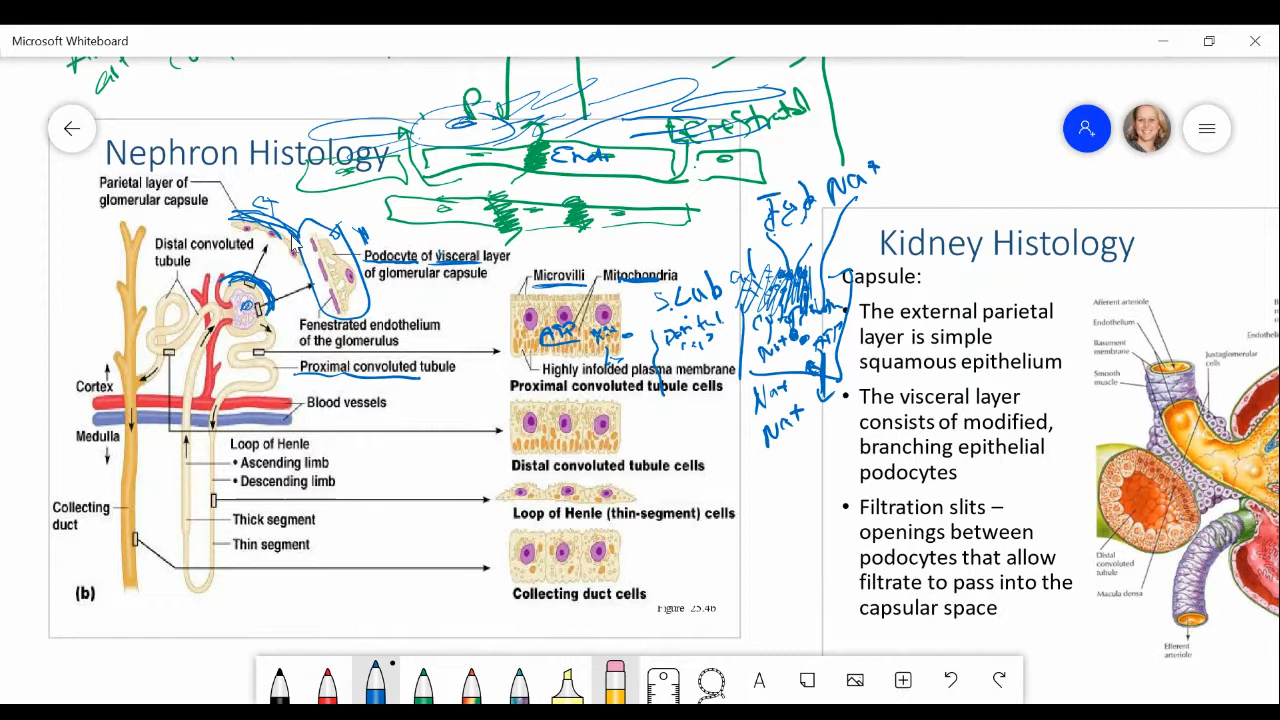 Microsoft Whiteboard
Nephron Histology
Parietal layer of
glomerular capsule
Distal convoluted
tubule
Podocyte of visceral layer
of glomerular capsule
Fenestrated endothelium
of the glomerulus
Proximal convoluted tubule
Cortex
Medulla
Blood vessels
Loop of Henle
• Ascending limb
• Descending limb
Collecting
duct
Thick segment
Thin segment
(b)
Microvilli
Mitochondria
Highly infolded plasma membrane
Proximal convoluted tubule cells
Distal convoluted tubule cells
Loop of Henle (thin-segment) cells
Collecting duct cells
Endo
ATP
Na+
Na+
Na+
Na+
ATP
Kidney Histology
Capsule:
• The external parietal
layer is simple
squamous epithelium
• The visceral layer
consists of modified,
branching epithelial
podocytes
• Filtration slits –
openings between
podocytes that allow
filtrate to pass into the
capsular space
Afferent arteriole
Endothelium
Basement
membrane
Smooth
muscle
Juxtaglomerular
cells
Distal
convoluted
tubule
Macula densa
Efferent
arteriole
A